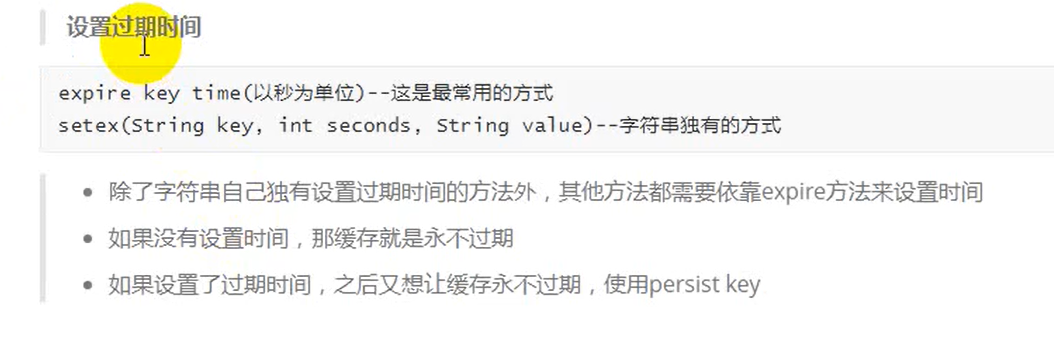 设置过期时间
expire key time(以秒为单位)--这是最常用的方式
setex(String key, int seconds, String value)--字符串独有的方式
除了字符串自己独有设置过期时间的方法外，其他方法都需要依靠expire方法来设置时间
如果没有设置时间，那缓存就是永不过期
如果设置了过期时间，之后又想让缓存永不过期，使用persist key